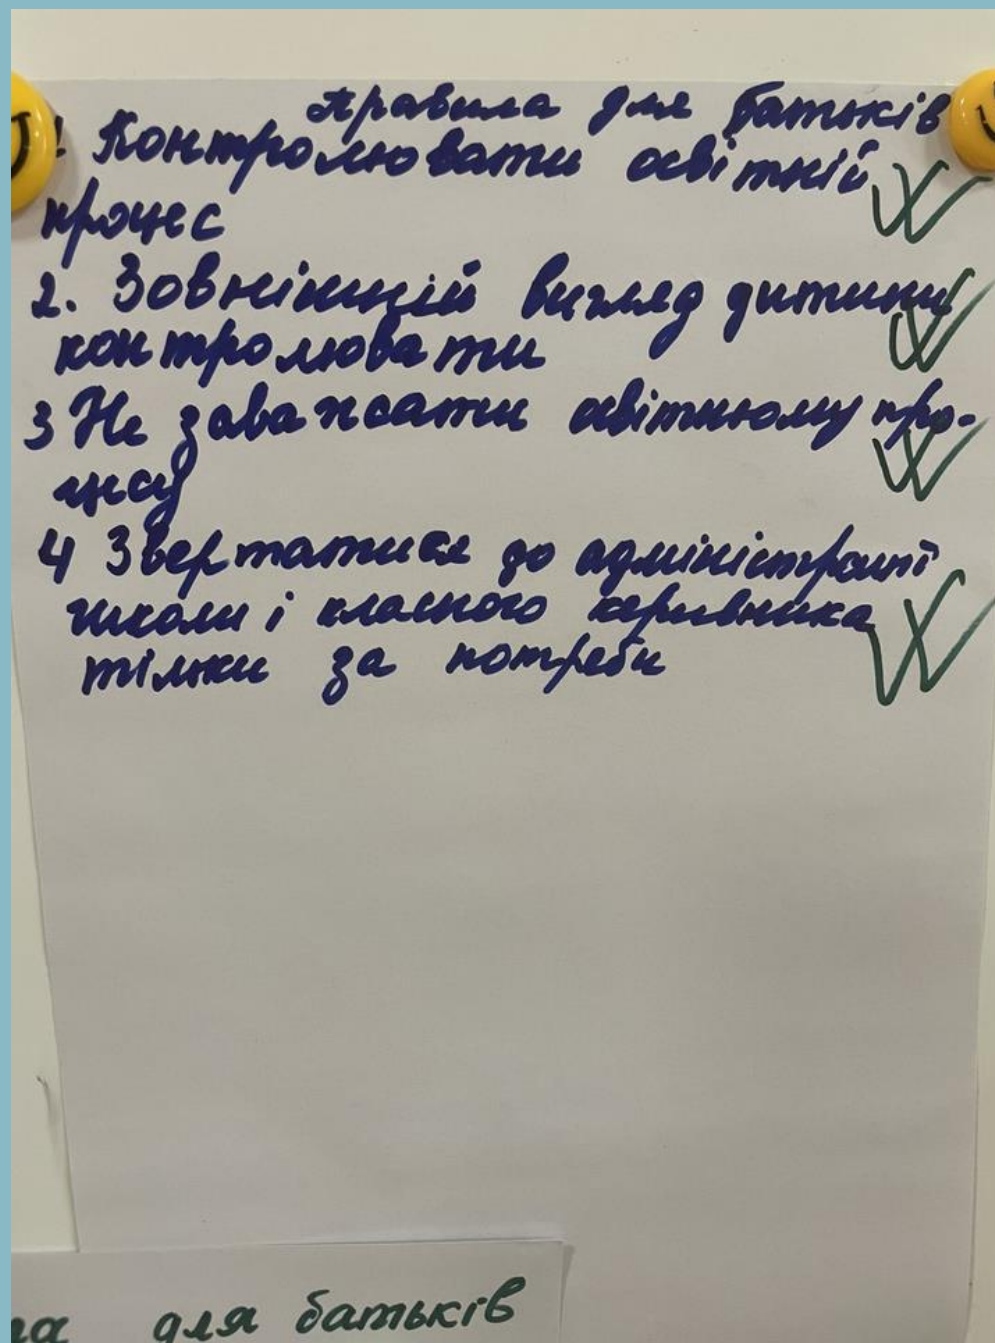 Правила для батьків
1 Контролювати освітній
процес
2. Зовнішній вигляд дитини
контролювати
3 Не заважати освітньому про-
цесу
4 Звертатися до адміністрації
школи і класного керівника
тільки за потреби
для батьків